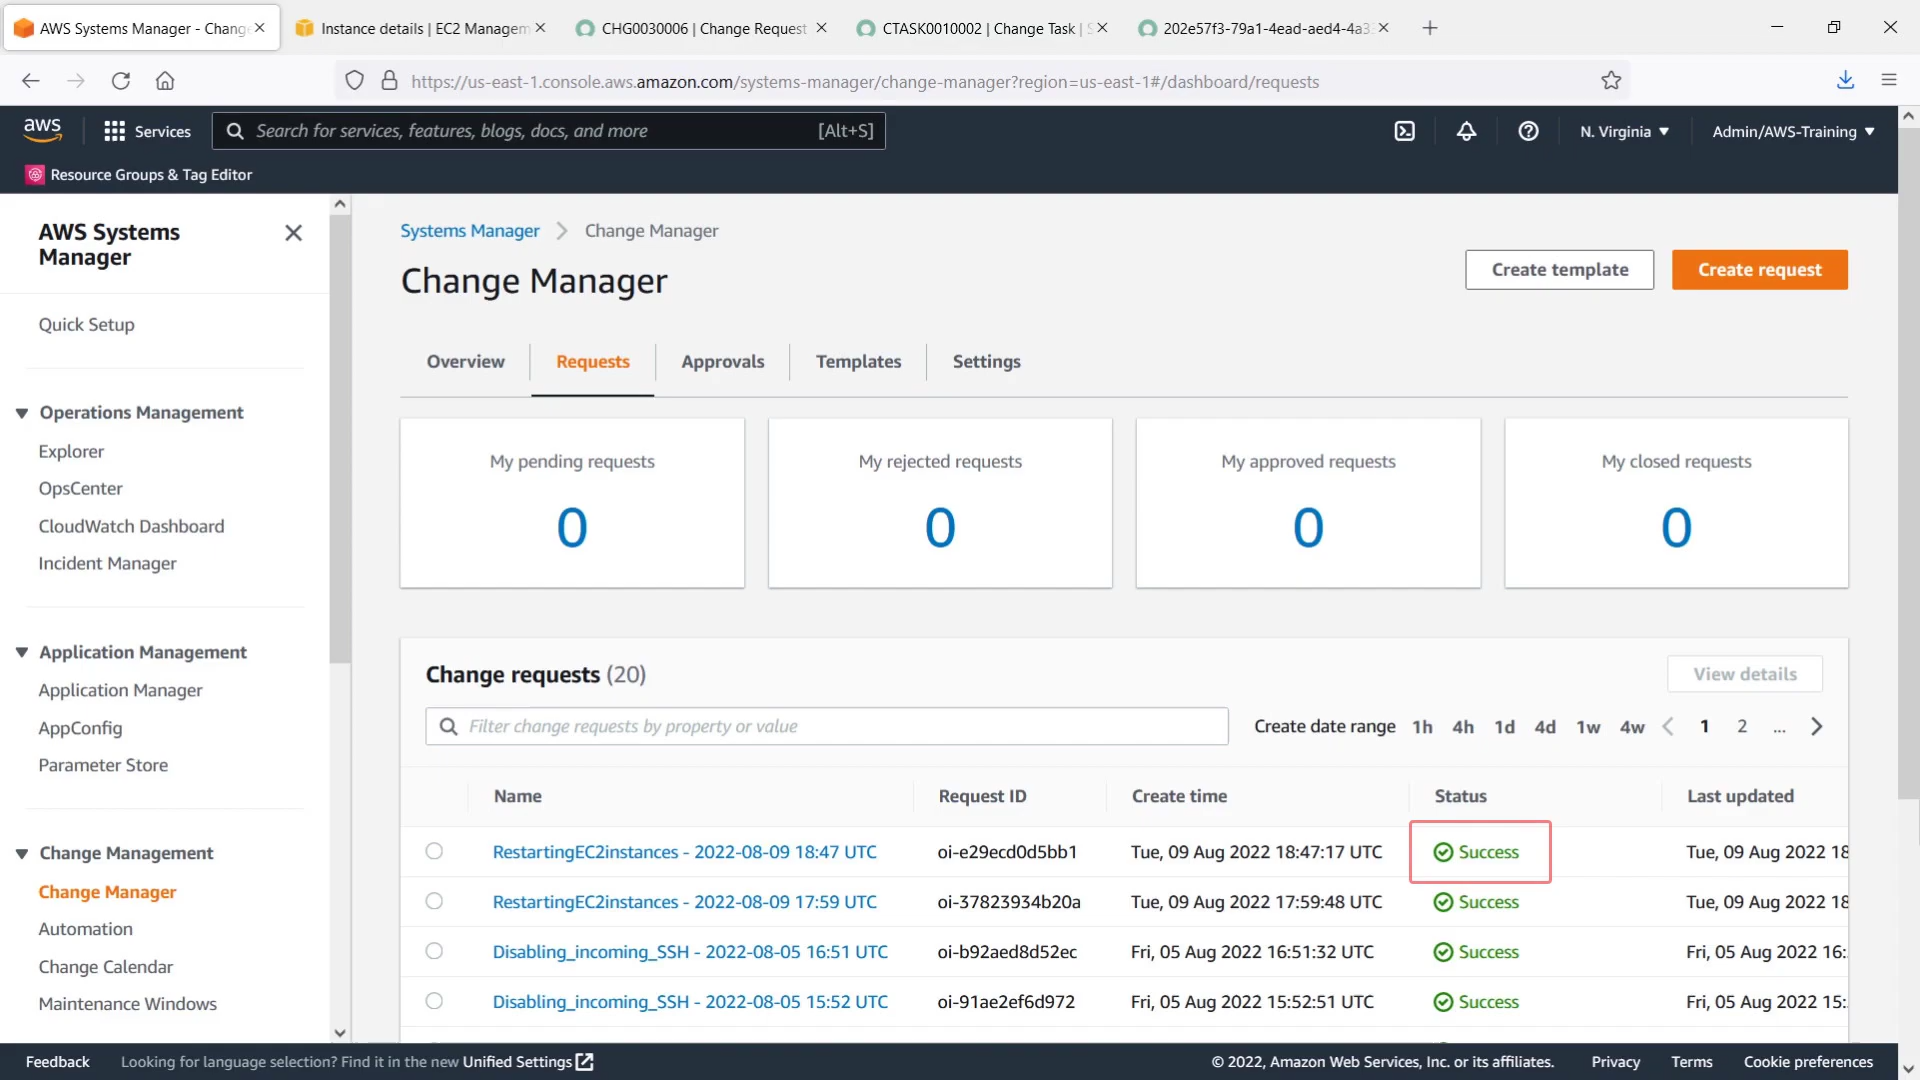 AWS Systems Manager - Chang
Instance details | EC2 Managem
CHG0030006 | Change Request
CTASK0010002 | Change Task |
202e57f3-79a1-4ead-aed4-4a3
https://us-east-1.console.aws.amazon.com/systems-manager/change-manager?region=us-east-1#/dashboard/requests
aws
Services
Search for services, features, blogs, docs, and more
[Alt+S]
N. Virginia
Admin/AWS-Training
Resource Groups & Tag Editor
AWS Systems
Manager
Quick Setup
Operations Management
Explorer
OpsCenter
CloudWatch Dashboard
Incident Manager
Application Management
Application Manager
AppConfig
Parameter Store
Change Management
Change Manager
Automation
Change Calendar
Maintenance Windows
Systems Manager
Change Manager
Change Manager
Create template
Create request
Overview
Requests
Approvals
Templates
Settings
My pending requests
0
My rejected requests
0
My approved requests
0
My closed requests
0
Change requests (20)
View details
Filter change requests by property or value
Create date range 1h 4h 1d 4d 1w 4w
1 2 ...
Name Request ID Create time Status Last updated
RestartingEC2instances - 2022-08-09 18:47 UTC oi-e29ecd0d5bb1 Tue, 09 Aug 2022 18:47:17 UTC Success Tue, 09 Aug 2022 18
RestartingEC2instances - 2022-08-09 17:59 UTC oi-37823934b20a Tue, 09 Aug 2022 17:59:48 UTC Success Tue, 09 Aug 2022 18
Disabling_incoming_SSH - 2022-08-05 16:51 UTC oi-b92aed8d52ec Fri, 05 Aug 2022 16:51:32 UTC Success Fri, 05 Aug 2022 16:
Disabling_incoming_SSH - 2022-08-05 15:52 UTC oi-91ae2ef6d972 Fri, 05 Aug 2022 15:52:51 UTC Success Fri, 05 Aug 2022 15:
Feedback
Looking for language selection? Find it in the new Unified Settings
© 2022, Amazon Web Services, Inc. or its affiliates.
Privacy
Terms
Cookie preferences